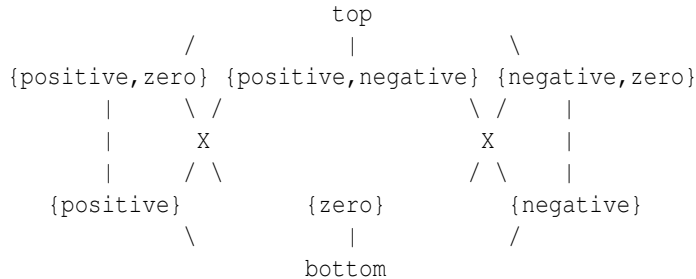 top
/ | \
{positive,zero} {positive,negative} {negative,zero}
| \ / \ / |
| X X |
| / \ / \ |
{positive} {zero} {negative}
\ | /
bottom